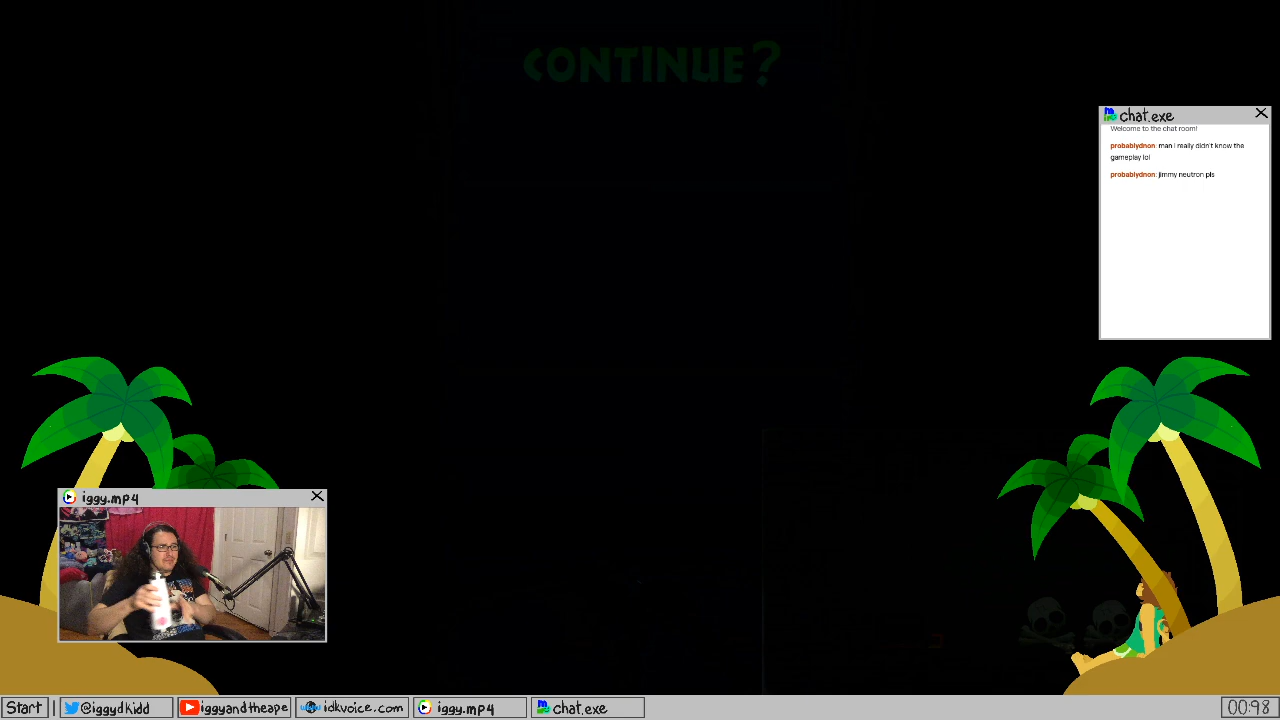 CONTINUE?
chat.exe
Welcome to the chat room!
probablydnon: man i really didn't know the
gameplay lol
probablydnon: jimmy neutron pls
iggy.mp4
Start
@iggydkidd
iggyandtheape
idkvoice.com
iggy.mp4
chat.exe
00:98